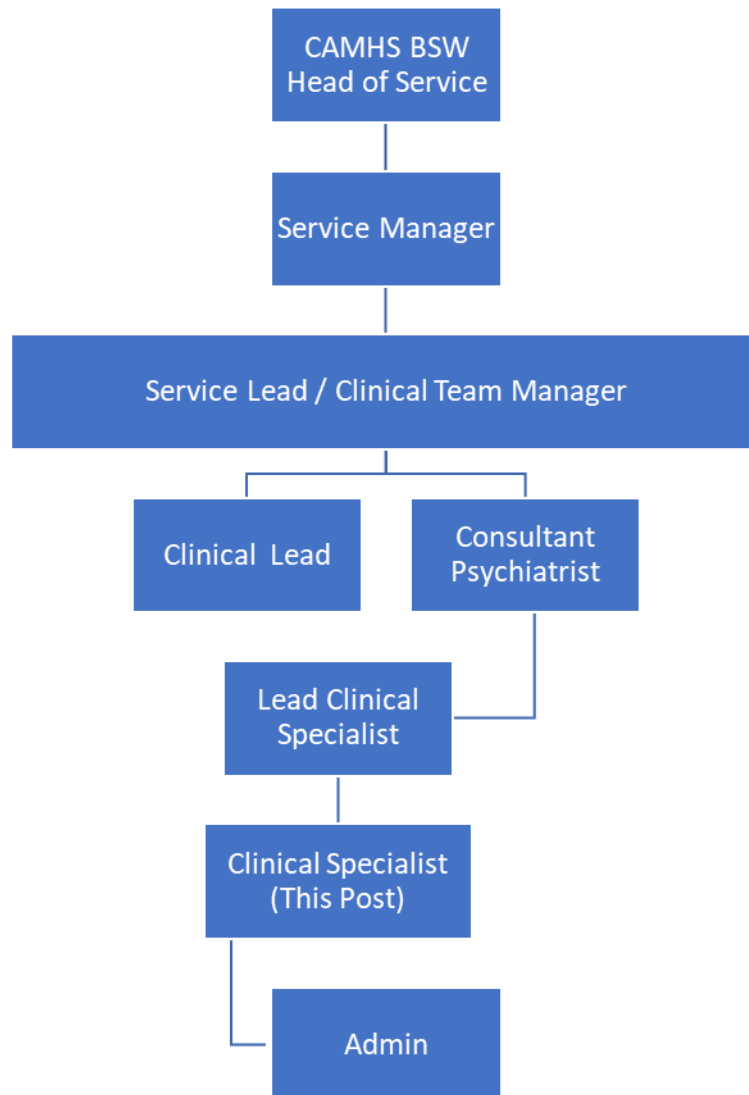 CAMHS BSW
Head of Service
Service Manager
Service Lead / Clinical Team Manager
Clinical Lead
Consultant
Psychiatrist
Lead Clinical
Specialist
Clinical Specialist
(This Post)
Admin